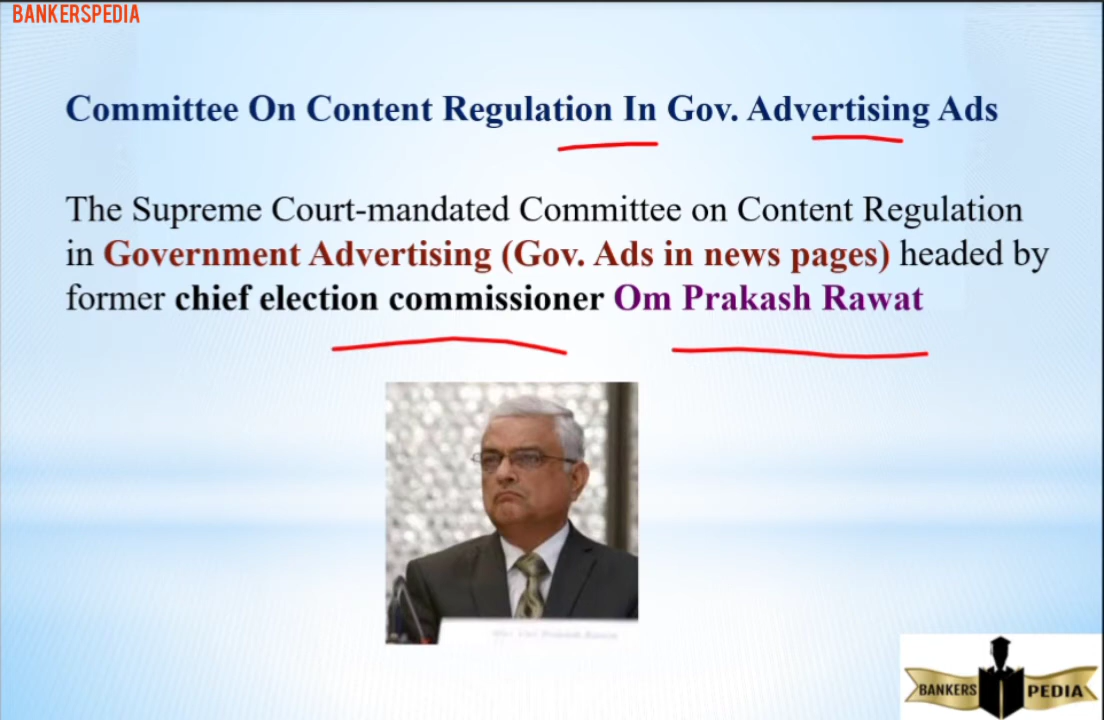 BANKERSPEDIA
Committee On Content Regulation In Gov. Advertising Ads
The Supreme Court-mandated Committee on Content Regulation
in Government Advertising (Gov. Ads in news pages) headed by
former chief election commissioner Om Prakash Rawat
BANKERS PEDIA